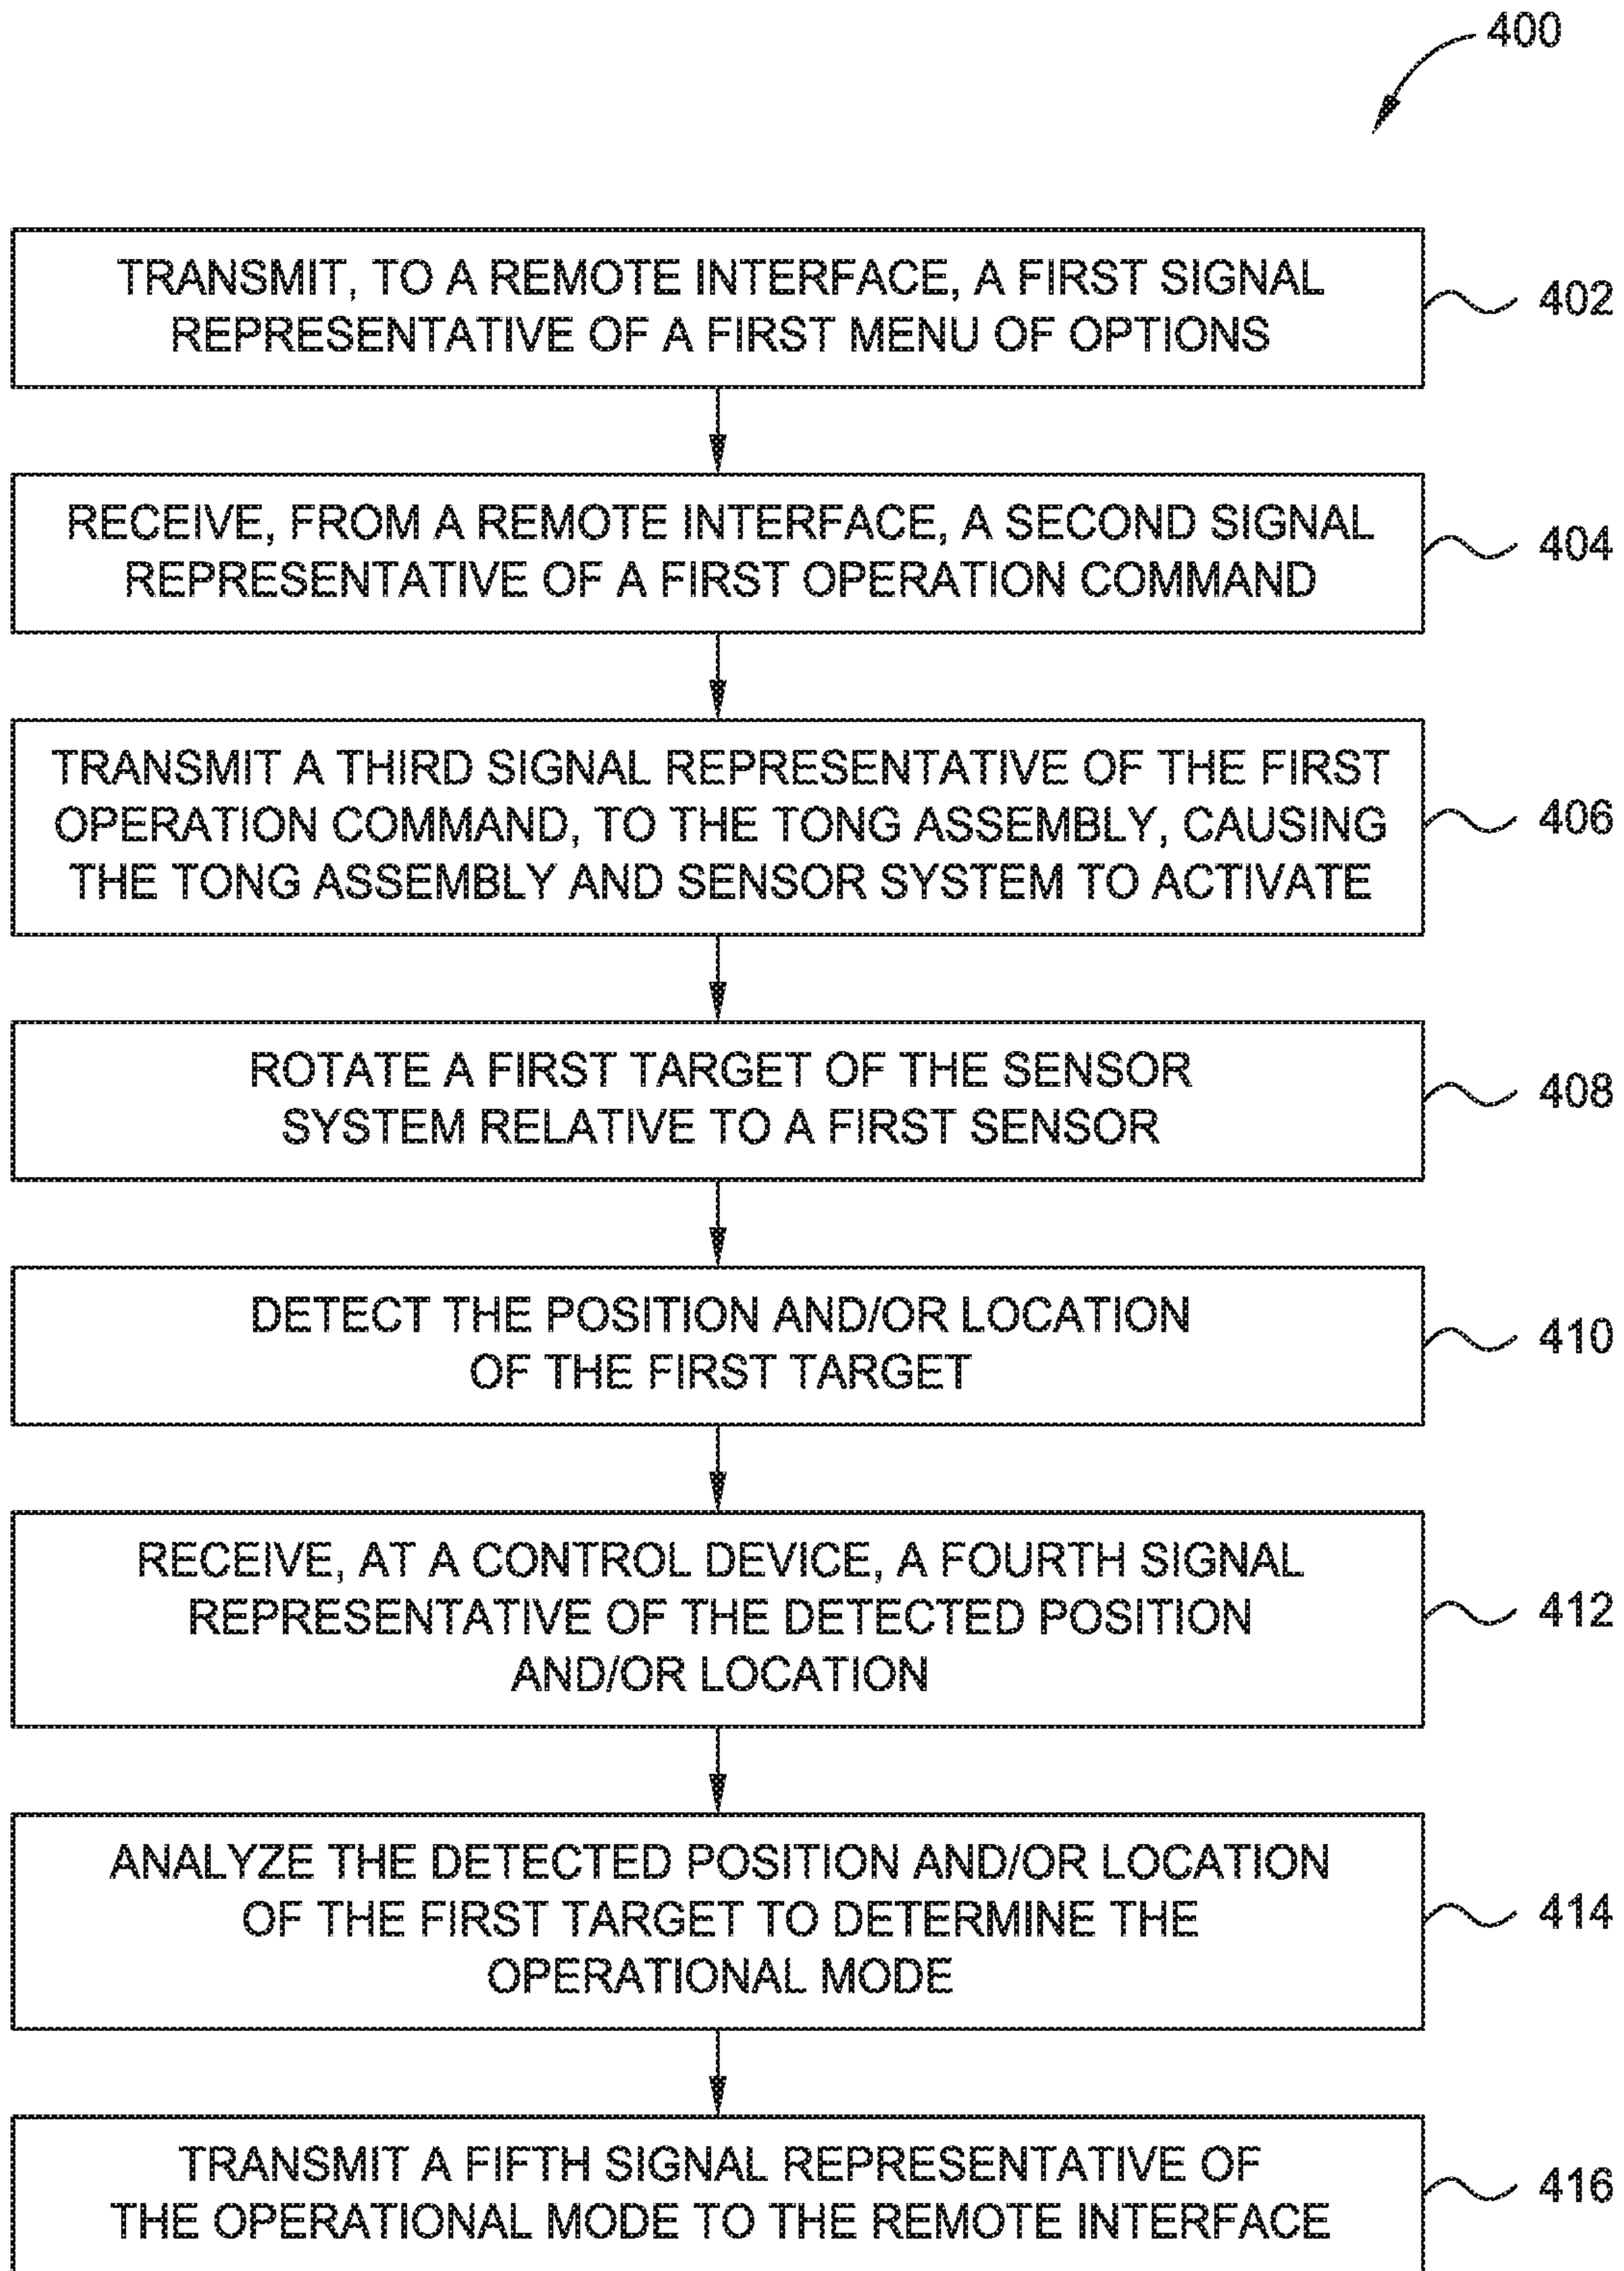 400
TRANSMIT, TO A REMOTE INTERFACE, A FIRST SIGNAL
REPRESENTATIVE OF A FIRST MENU OF OPTIONS
402
RECEIVE, FROM A REMOTE INTERFACE, A SECOND SIGNAL
REPRESENTATIVE OF A FIRST OPERATION COMMAND
404
TRANSMIT A THIRD SIGNAL REPRESENTATIVE OF THE FIRST
OPERATION COMMAND, TO THE TONG ASSEMBLY, CAUSING
THE TONG ASSEMBLY AND SENSOR SYSTEM TO ACTIVATE
406
ROTATE A FIRST TARGET OF THE SENSOR
SYSTEM RELATIVE TO A FIRST SENSOR
408
DETECT THE POSITION AND/OR LOCATION
OF THE FIRST TARGET
410
RECEIVE, AT A CONTROL DEVICE, A FOURTH SIGNAL
REPRESENTATIVE OF THE DETECTED POSITION
AND/OR LOCATION
412
ANALYZE THE DETECTED POSITION AND/OR LOCATION
OF THE FIRST TARGET TO DETERMINE THE
OPERATIONAL MODE
414
TRANSMIT A FIFTH SIGNAL REPRESENTATIVE OF
THE OPERATIONAL MODE TO THE REMOTE INTERFACE
416